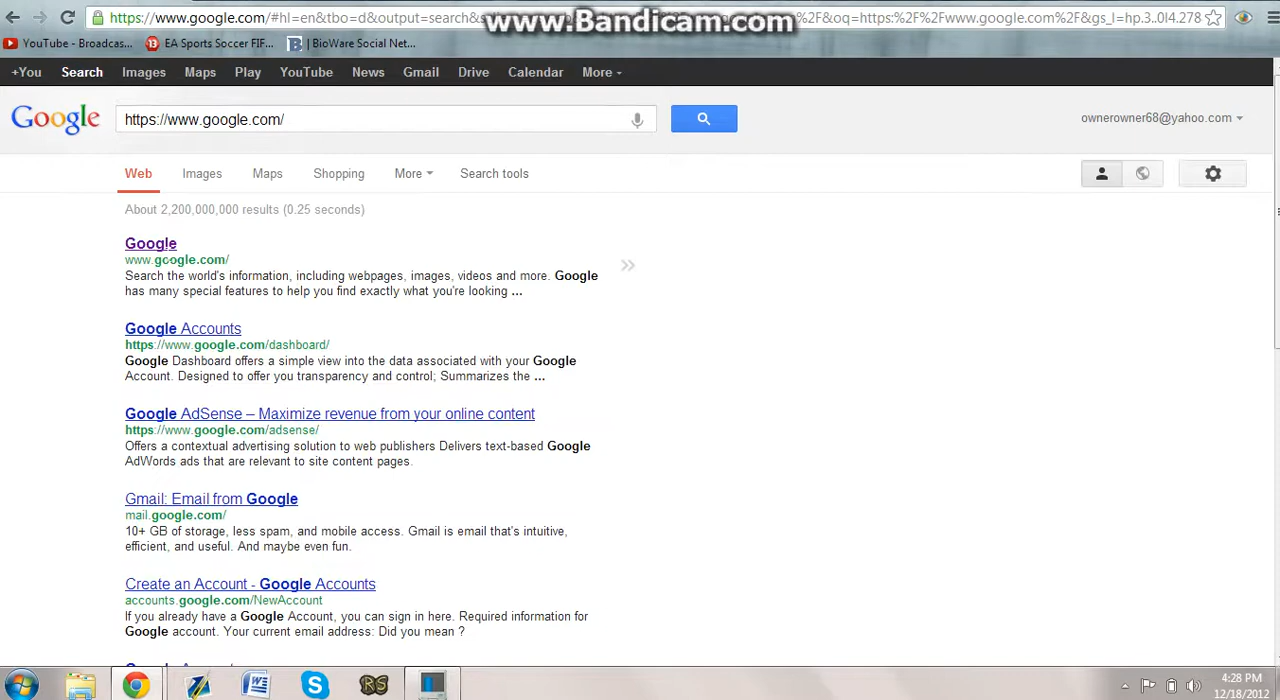 https://www.google.com/#hl=en&tbo=d&output=search&s www.Bandicam.com %2F&oq=https:%2F%2Fwww.google.com%2F&gs_l=hp.3..0l4.278
YouTube - Broadcas... EA Sports Soccer FIF... | BioWare Social Net...
+You Search Images Maps Play YouTube News Gmail Drive Calendar More
Google https://www.google.com/ ownerowner68@yahoo.com
Web Images Maps Shopping More Search tools
About 2,200,000,000 results (0.25 seconds)
Google
www.google.com/
Search the world's information, including webpages, images, videos and more. Google
has many special features to help you find exactly what you're looking ...
Google Accounts
https://www.google.com/dashboard/
Google Dashboard offers a simple view into the data associated with your Google
Account. Designed to offer you transparency and control; Summarizes the ...
Google AdSense – Maximize revenue from your online content
https://www.google.com/adsense/
Offers a contextual advertising solution to web publishers Delivers text-based Google
AdWords ads that are relevant to site content pages.
Gmail: Email from Google
mail.google.com/
10+ GB of storage, less spam, and mobile access. Gmail is email that's intuitive,
efficient, and useful. And maybe even fun.
Create an Account - Google Accounts
accounts.google.com/NewAccount
If you already have a Google Account, you can sign in here. Required information for
Google account. Your current email address: Did you mean ?
RS
4:28 PM
12/18/2012